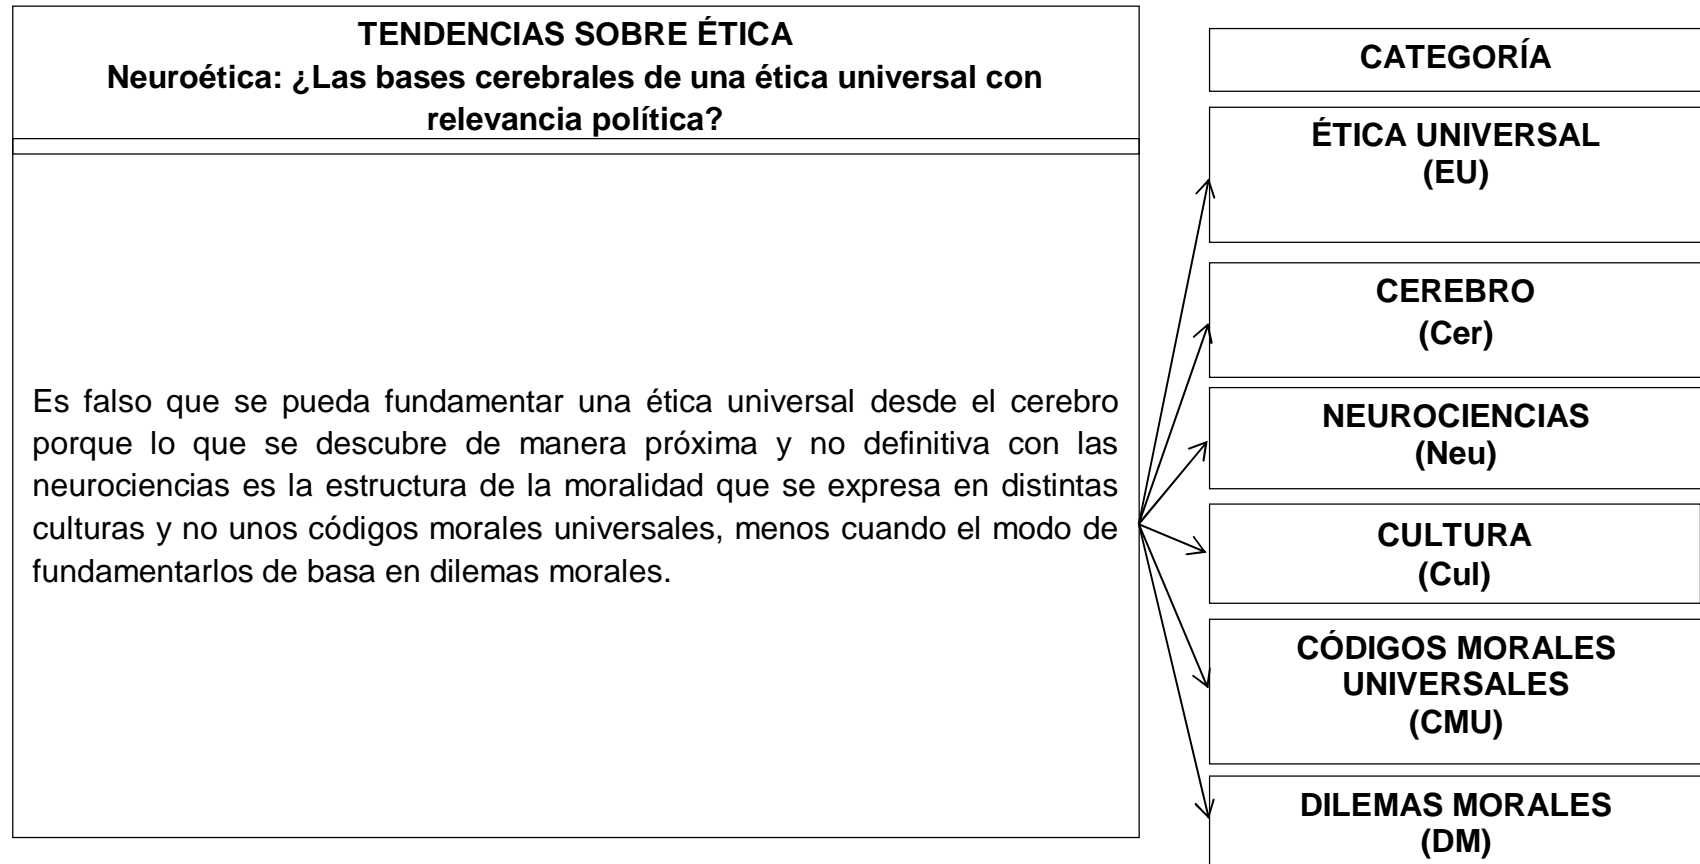 TENDENCIAS SOBRE ÉTICA
Neuroética: ¿Las bases cerebrales de una ética universal con
relevancia política?
Es falso que se pueda fundamentar una ética universal desde el cerebro
porque lo que se descubre de manera próxima y no definitiva con las
neurociencias es la estructura de la moralidad que se expresa en distintas
culturas y no unos códigos morales universales, menos cuando el modo de
fundamentarlos de basa en dilemas morales.
CATEGORÍA
ÉTICA UNIVERSAL
(EU)
CEREBRO
(Cer)
NEUROCIENCIAS
(Neu)
CULTURA
(Cul)
CÓDIGOS MORALES
UNIVERSALES
(CMU)
DILEMAS MORALES
(DM)